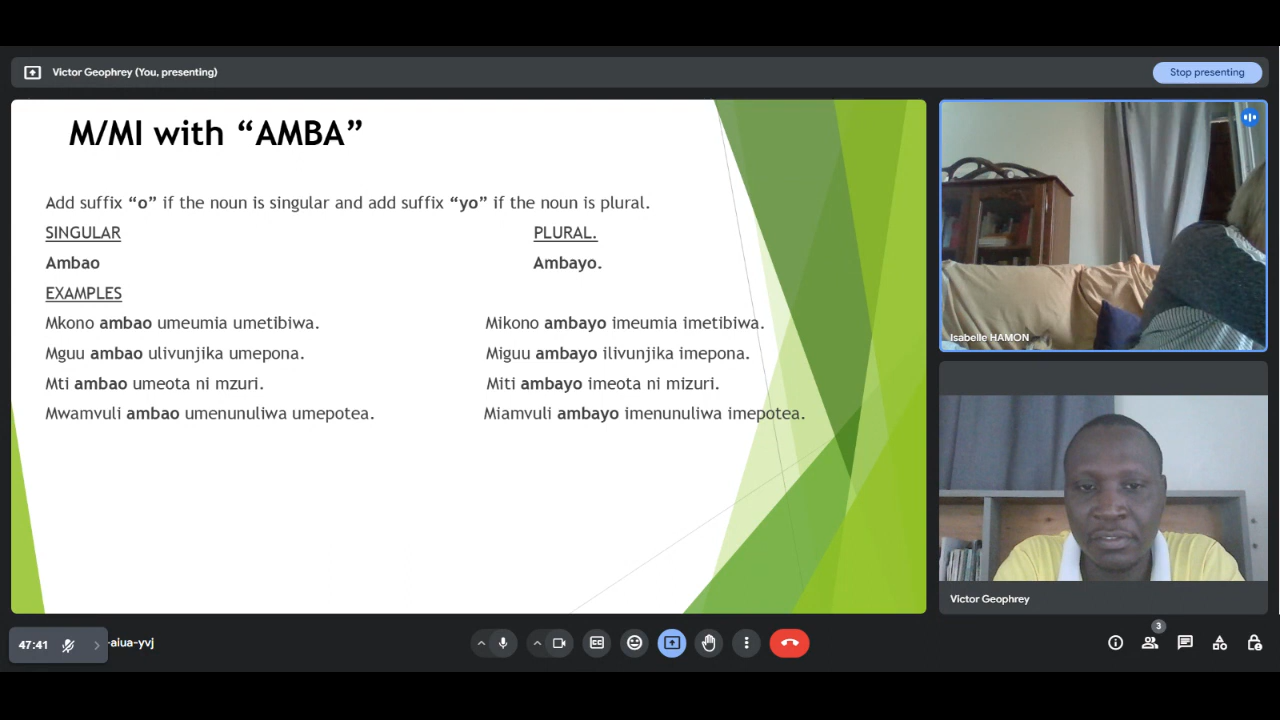 Victor Geophrey (You, presenting)
Stop presenting
M/MI with “AMBA”
Add suffix “o” if the noun is singular and add suffix “yo” if the noun is plural.
SINGULAR PLURAL.
Ambao Ambayo.
EXAMPLES
Mkono ambao umeumia umetibiwa. Mikono ambayo imeumia imetibiwa.
Mguu ambao ulivunjika umepona. Miguu ambayo ilivunjika imepona.
Mti ambao umeota ni mzuri. Miti ambayo imeota ni mizuri.
Mwamvuli ambao umenunuliwa umepotea. Miamvuli ambayo imenunuliwa imepotea.
Isabelle HAMON
Victor Geophrey
47:41
-aiua-yvj
3